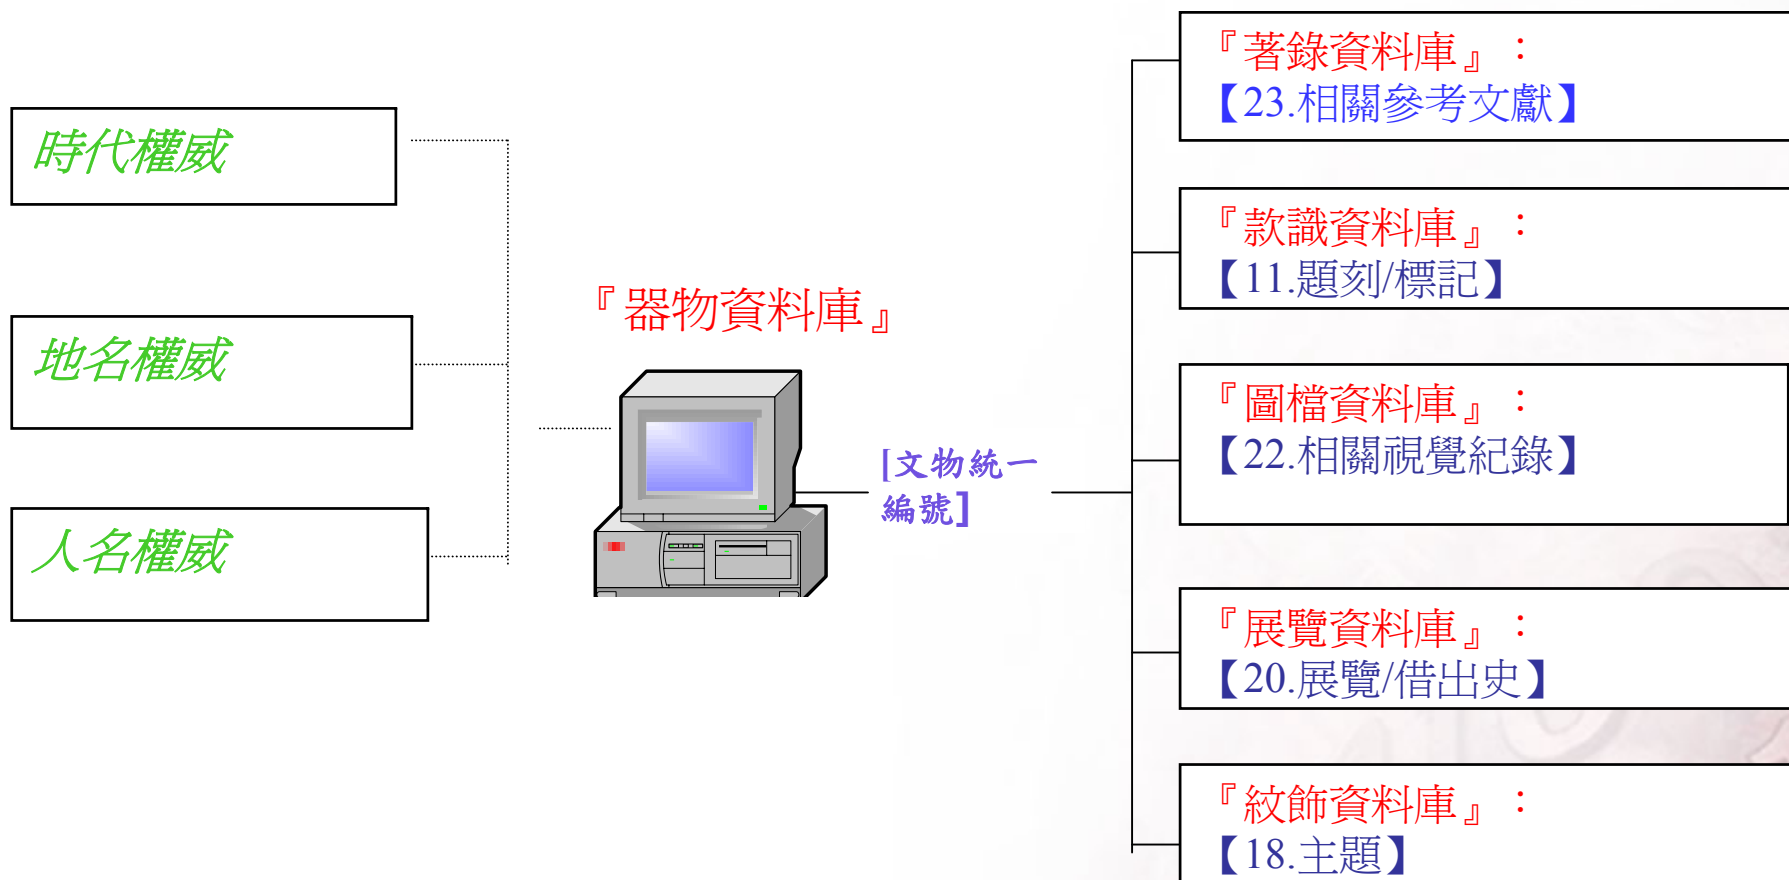 時代權威
地名權威
人名權威
『器物資料庫』
[文物統一
編號]
『著錄資料庫』：
【23.相關參考文獻】
『款識資料庫』：
【11.題刻/標記】
『圖檔資料庫』：
【22.相關視覺紀錄】
『展覽資料庫』：
【20.展覽/借出史】
『紋飾資料庫』：
【18.主題】